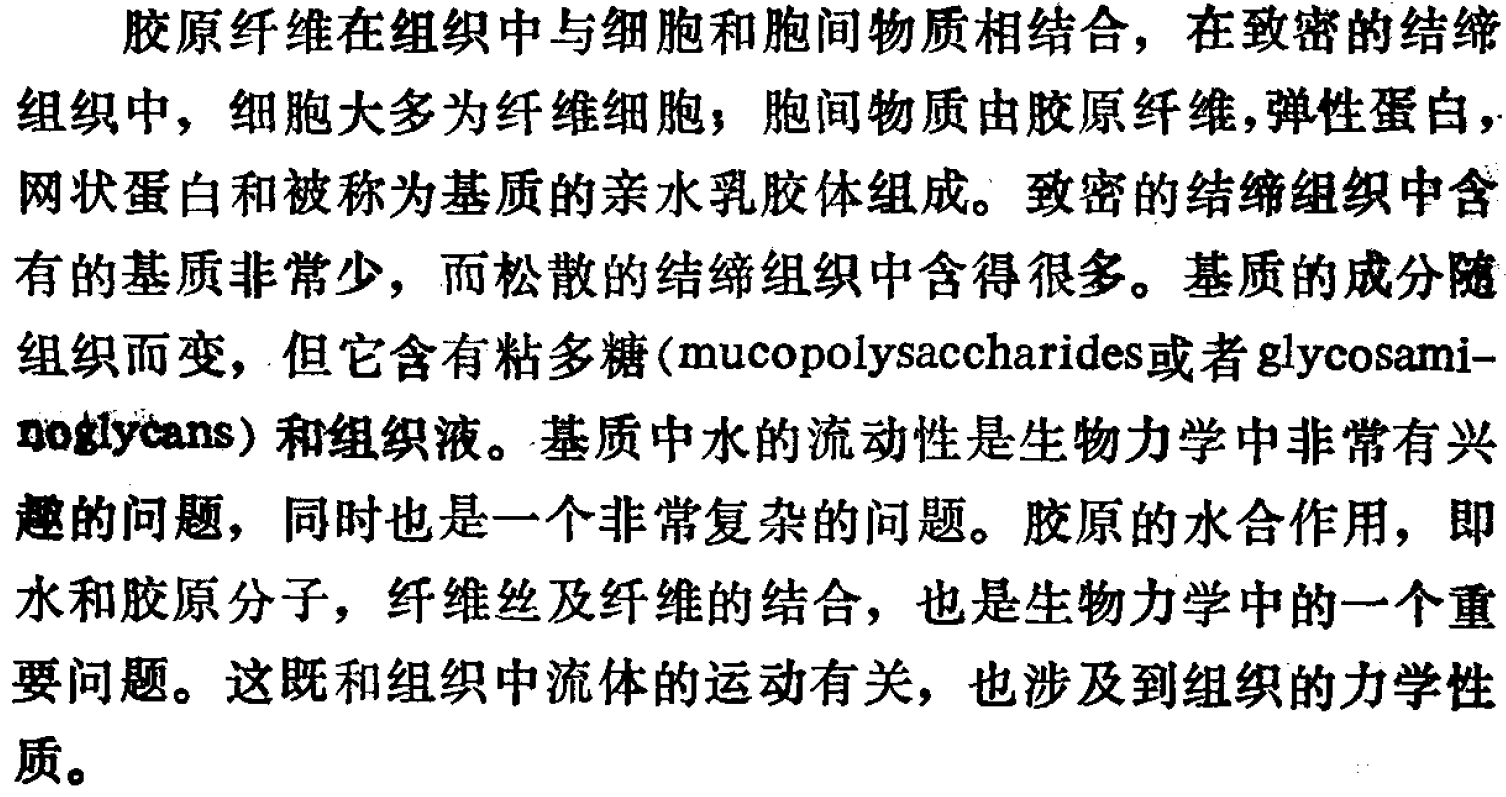 胶原纤维在组织中与细胞和胞间物质相结合，在致密的结缔
组织中，细胞大多为纤维细胞；胞间物质由胶原纤维，弹性蛋白，
网状蛋白和被称为基质的亲水乳胶体组成。致密的结缔组织中含
有的基质非常少，而松散的结缔组织中含得很多。基质的成分随
组织而变，但它含有粘多糖(mucopolysaccharides或者glycosami-
noglycans）和组织液。基质中水的流动性是生物力学中非常有兴
趣的问题，同时也是一个非常复杂的问题。胶原的水合作用，即
水和胶原分子，纤维丝及纤维的结合，也是生物力学中的一个重
要问题。这既和组织中流体的运动有关，也涉及到组织的力学性
质。